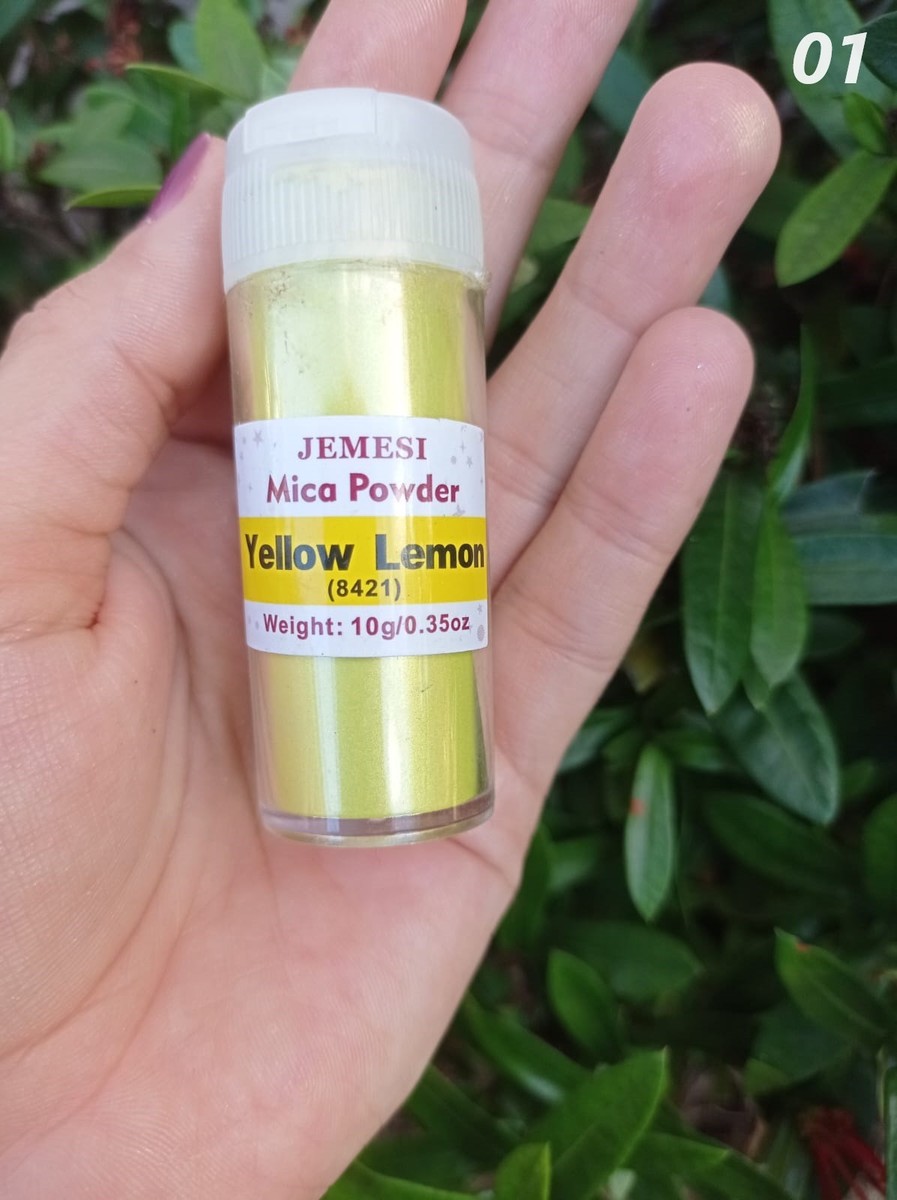 01
JEMESI
Mica Powder
Yellow Lemon
(8421)
Weight: 10g/0.35oz